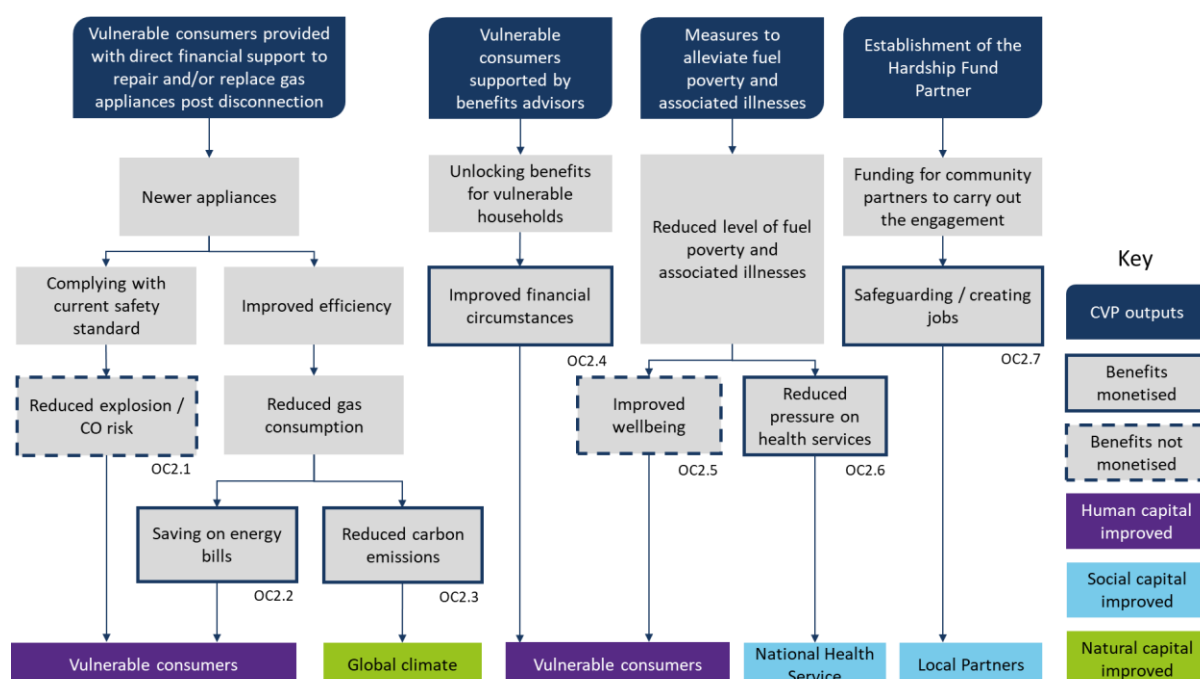 Vulnerable consumers provided
with direct financial support to
repair and/or replace gas
appliances post disconnection
Vulnerable
consumers
supported by
benefits advisors
Measures to
alleviate fuel
poverty and
associated illnesses
Establishment of the
Hardship Fund
Partner
Newer appliances
Unlocking benefits
for vulnerable
households
Reduced level of fuel
poverty and
associated illnesses
Funding for community
partners to carry out
the engagement
Complying with
current safety
standard
Improved efficiency
Improved financial
circumstances
OC2.4
Safeguarding / creating
jobs
OC2.7
Reduced explosion /
CO risk
OC2.1
Reduced gas
consumption
Improved
wellbeing
OC2.5
Reduced
pressure on
health services
OC2.6
Saving on energy
bills
OC2.2
Reduced carbon
emissions
OC2.3
Vulnerable consumers
Global climate
Vulnerable consumers
National Health
Service
Local Partners
Key
CVP outputs
Benefits
monetised
Benefits not
monetised
Human capital
improved
Social capital
improved
Natural capital
improved